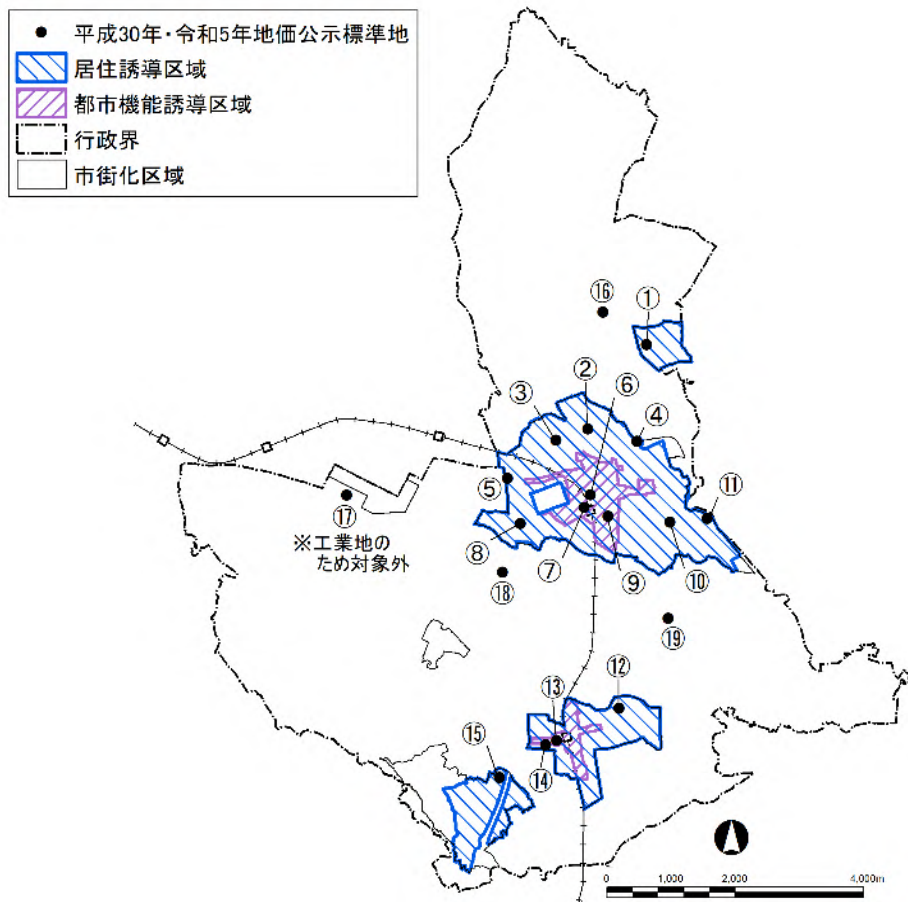 平成30年・令和5年地価公示標準地
居住誘導区域
都市機能誘導区域
行政界
市街化区域
⑯
①
②
⑥
③
④
⑤
⑪
⑰
※工業地の
ため対象外
⑧
⑦
⑨
⑩
⑱
⑲
⑫
⑬
⑮
⑭
0 1,000 2,000 4,000m